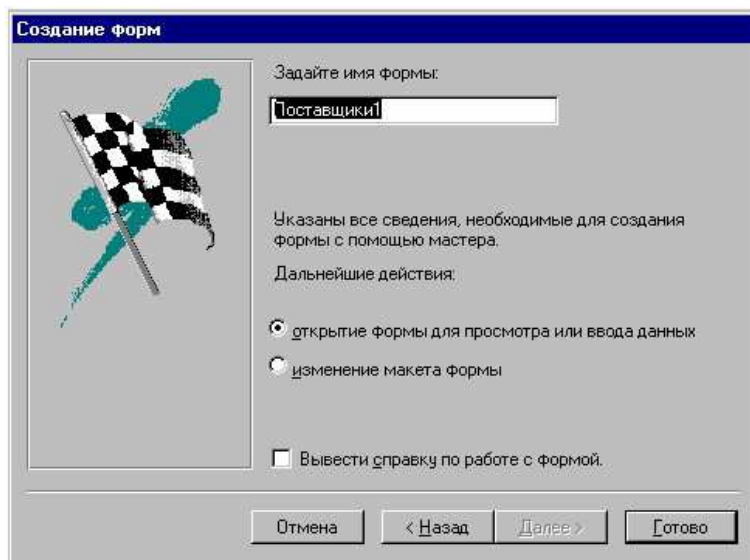 Создание форм
Задайте имя формы:
Поставщики1
Указаны все сведения, необходимые для создания
формы с помощью мастера.
Дальнейшие действия:
открытие формы для просмотра или ввода данных
изменение макета формы
Вывести справку по работе с формой.
Отмена
< Назад
Далее >
Готово